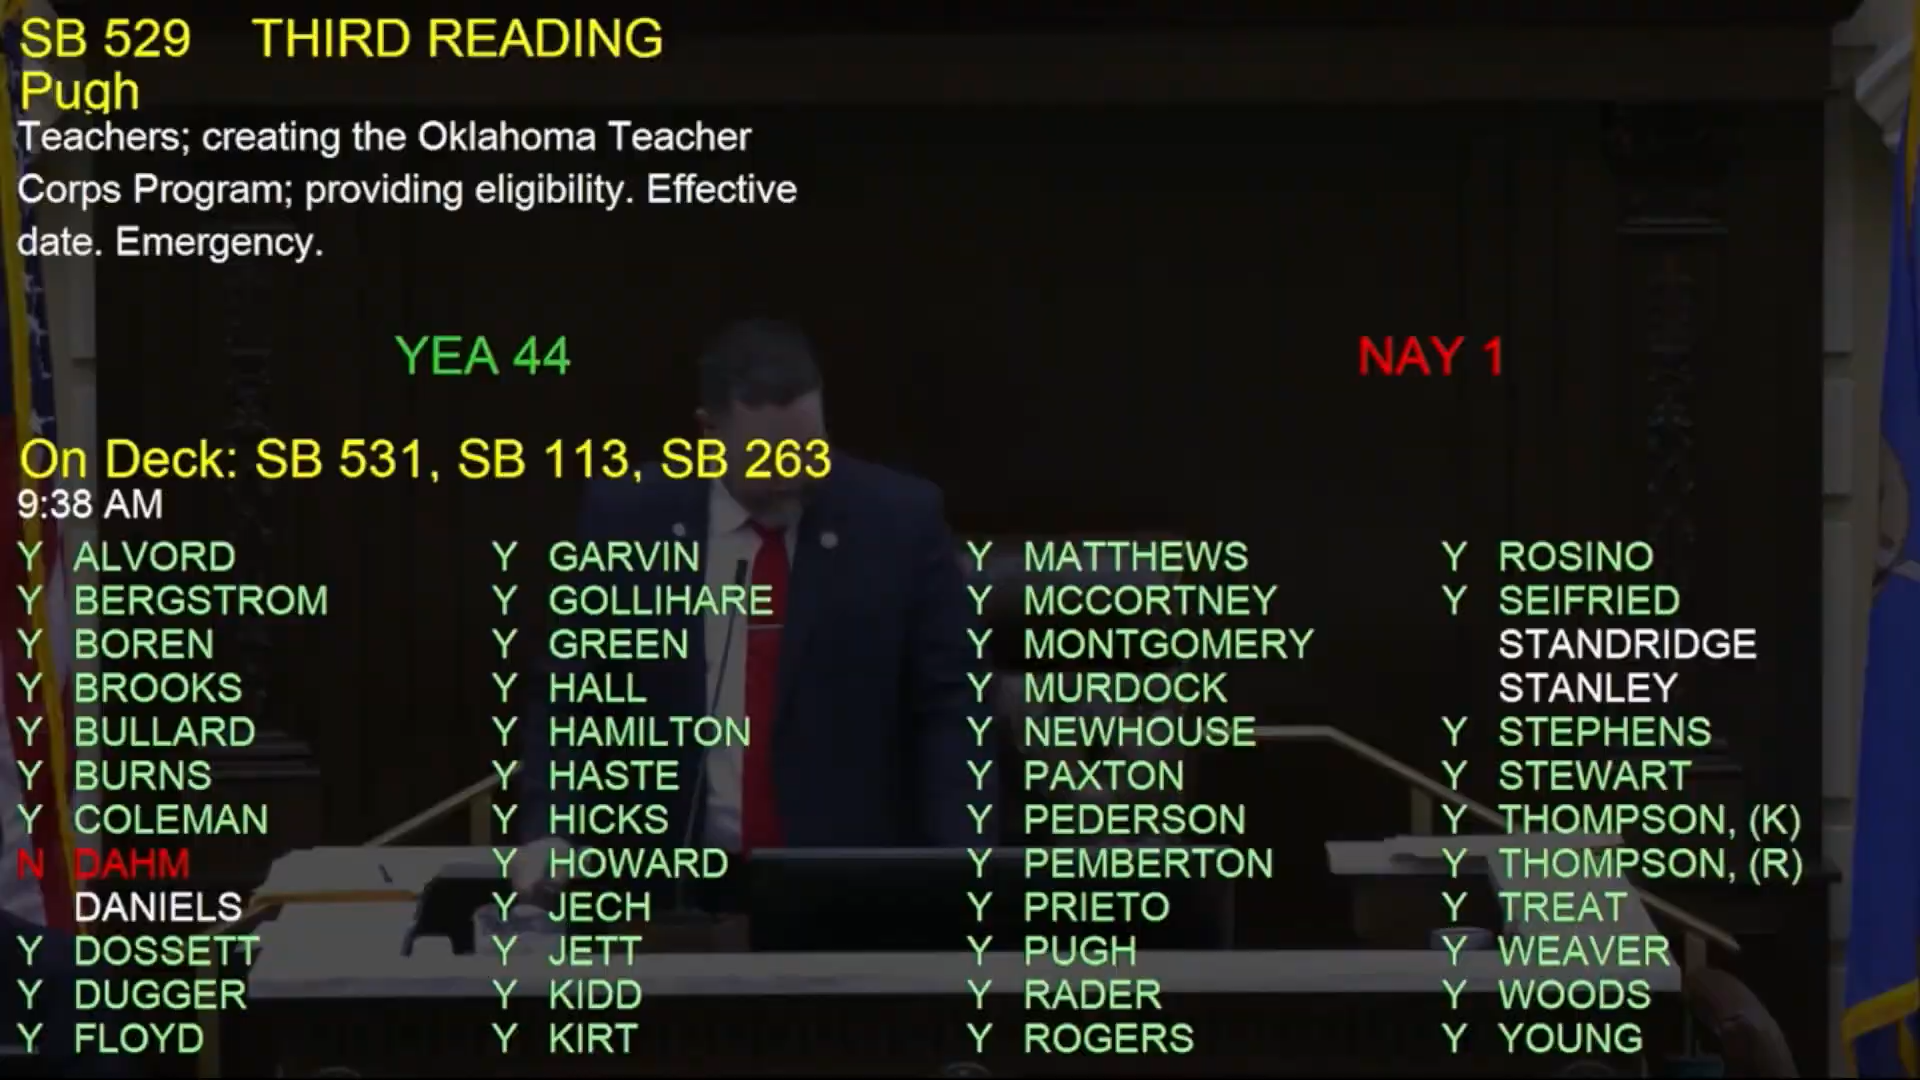 SB 529 THIRD READING
Pugh
Teachers; creating the Oklahoma Teacher
Corps Program; providing eligibility. Effective
date. Emergency.
YEA 44 NAY 1
On Deck: SB 531, SB 113, SB 263
9:38 AM
Y ALVORD Y GARVIN Y MATTHEWS Y ROSINO
Y BERGSTROM Y GOLLIHARE Y MCCORTNEY Y SEIFRIED
Y BOREN Y GREEN Y MONTGOMERY STANDRIDGE
Y BROOKS Y HALL Y MURDOCK STANLEY
Y BULLARD Y HAMILTON Y NEWHOUSE Y STEPHENS
Y BURNS Y HASTE Y PAXTON Y STEWART
Y COLEMAN Y HICKS Y PEDERSON Y THOMPSON, (K)
N DAHM Y HOWARD Y PEMBERTON Y THOMPSON, (R)
DANIELS Y JECH Y PRIETO Y TREAT
Y DOSSETT Y JETT Y PUGH Y WEAVER
Y DUGGER Y KIDD Y RADER Y WOODS
Y FLOYD Y KIRT Y ROGERS Y YOUNG